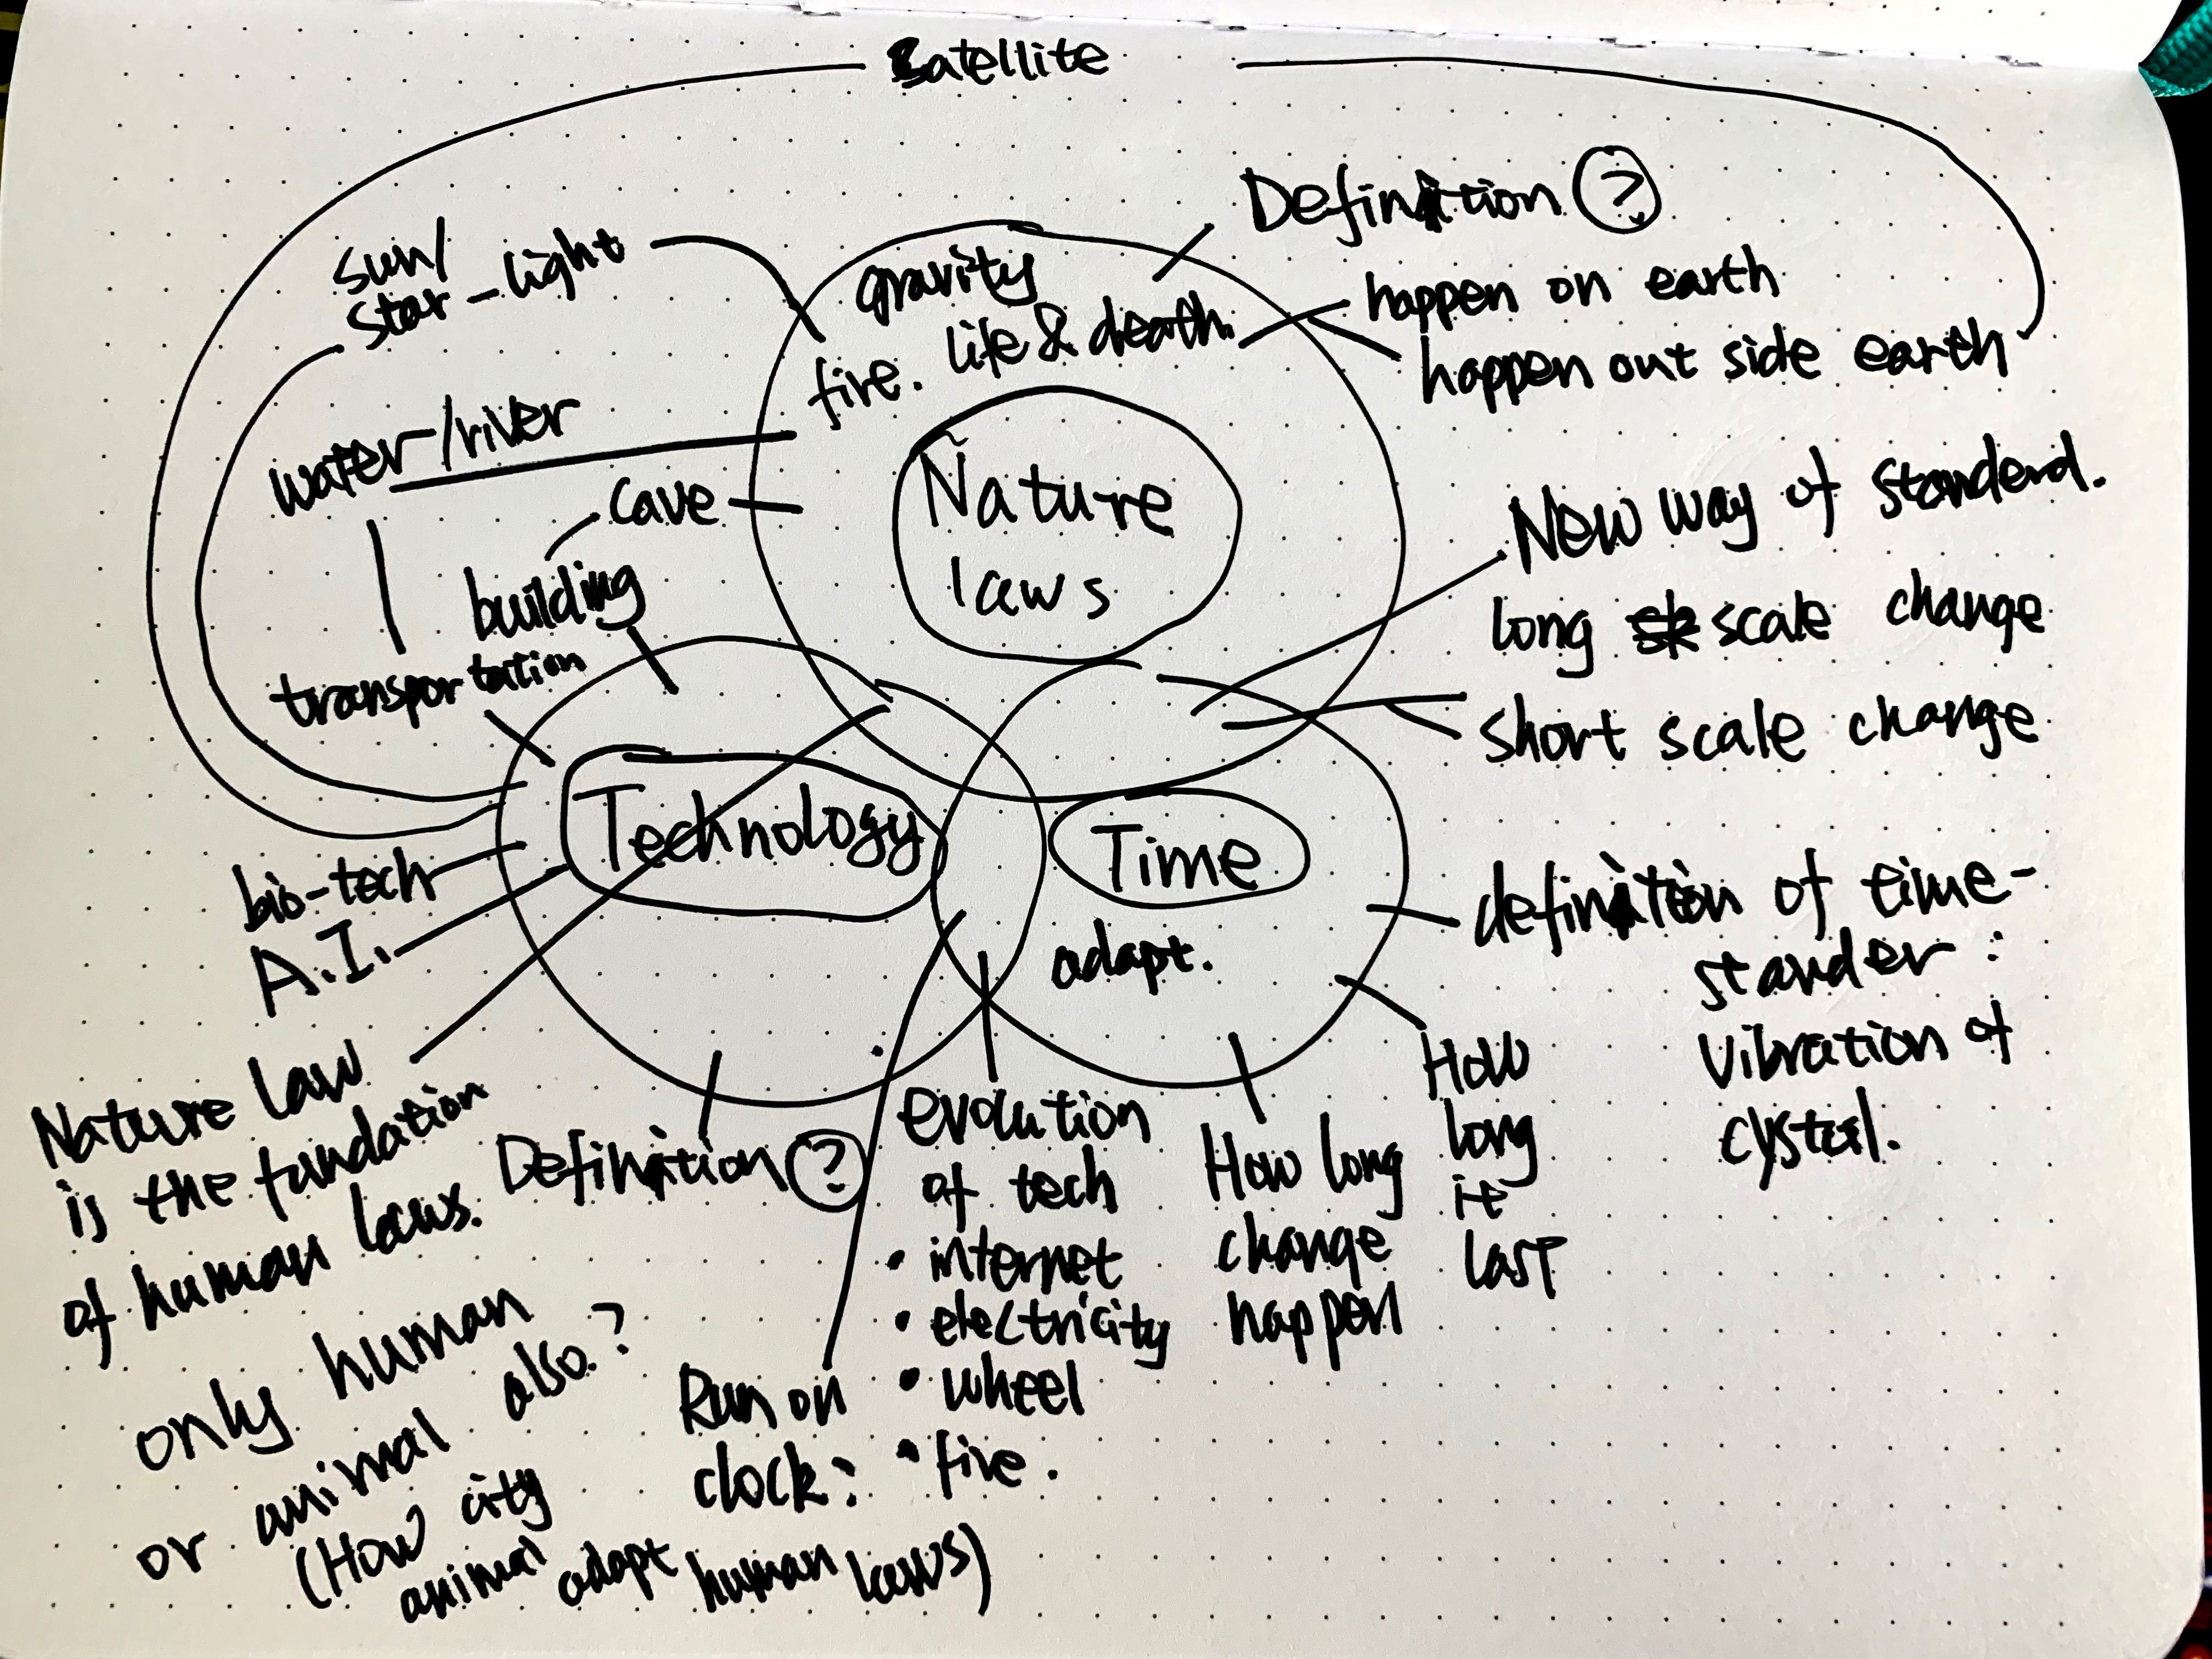 Satellite
Definition ?
sun/
star-light
gravity
life & death.
fire.
happen on earth
happen out side earth
water/river
cave
Nature
laws
building
transportation
New way of standerd.
long scale change
short scale change
Technology
Time
adapt.
bio-tech
A.I.
definition of time-
stander :
vibration of
cystal.
Nature law
is the fundation
of human laws.
Definition ?
only human
or animal also?
(How city
animal adapt human laws)
Run on
clock?
evolution
of tech
• internet
• electricity
• wheel
• fire.
How long
change
happen
How
long
it
last